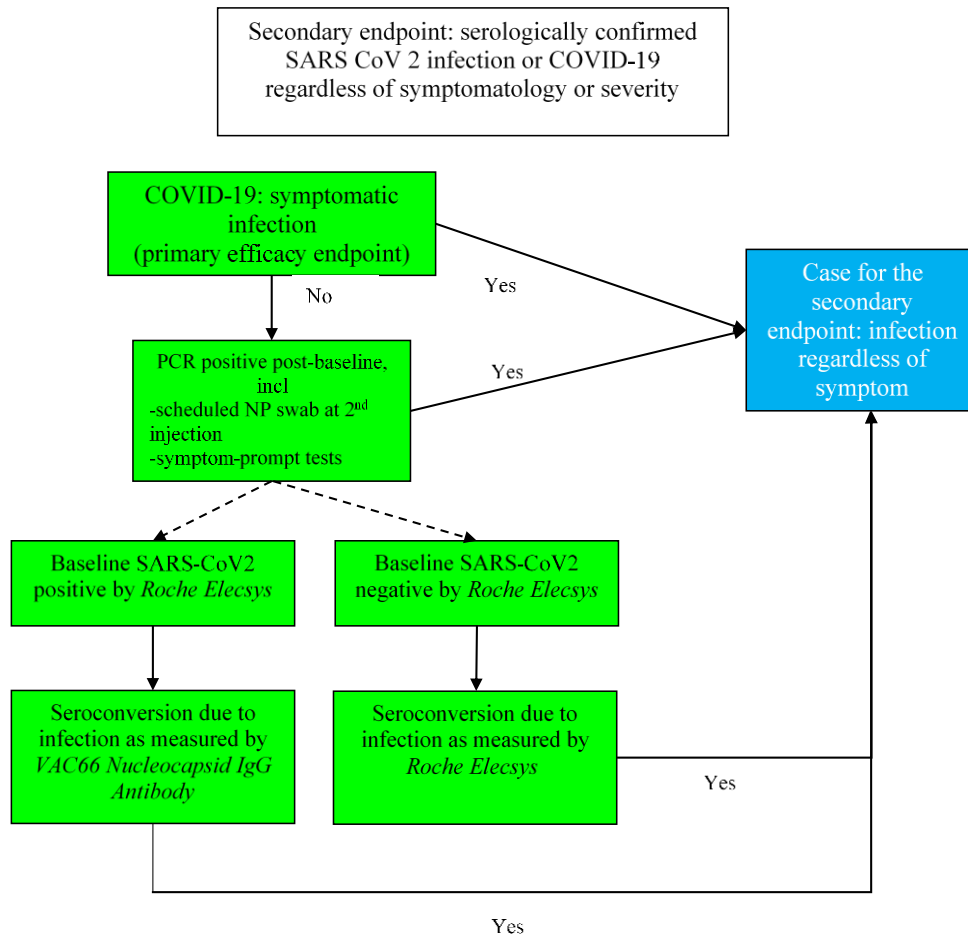 Secondary endpoint: serologically confirmed
SARS CoV 2 infection or COVID-19
regardless of symptomatology or severity
COVID-19: symptomatic
infection
(primary efficacy endpoint)
Yes
No
Case for the
secondary
endpoint: infection
regardless of
symptom
PCR positive post-baseline,
incl
-scheduled NP swab at 2nd
injection
-symptom-prompt tests
Yes
Baseline SARS-CoV2
positive by Roche Elecsys
Baseline SARS-CoV2
negative by Roche Elecsys
Seroconversion due to
infection as measured by
VAC66 Nucleocapsid IgG
Antibody
Seroconversion due to
infection as measured by
Roche Elecsys
Yes
Yes